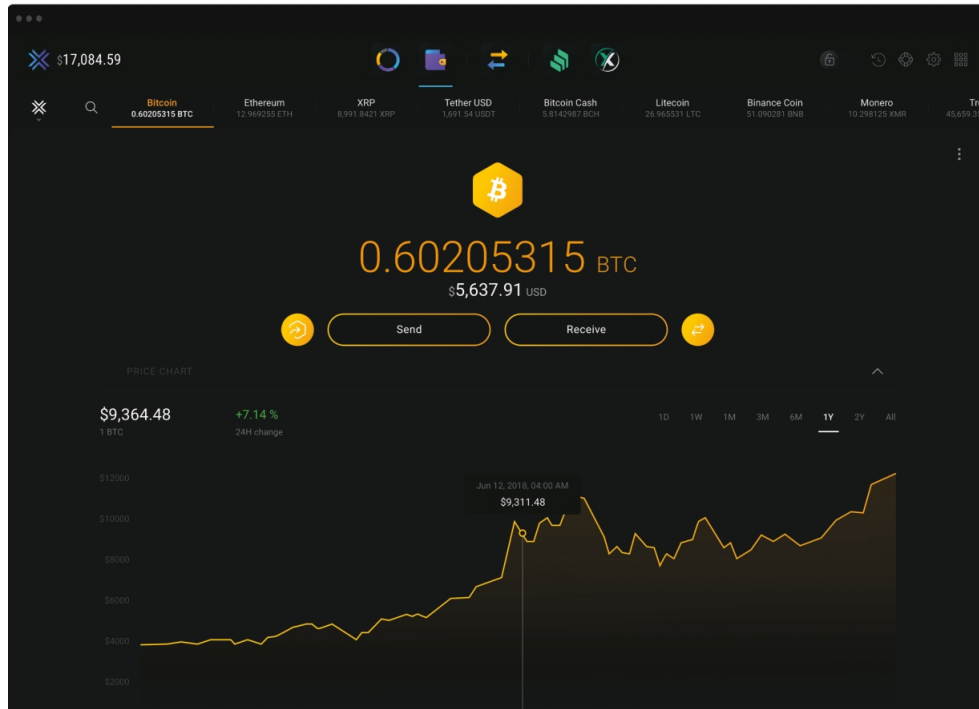 $17,084.59
Bitcoin Ethereum XRP Tether USD Bitcoin Cash Litecoin Binance Coin Monero
0.60205315 BTC 12.969255 ETH 8,991.8421 XRP 1,691.54 USDT 5.8142987 BCH 26.965531 LTC 51.090281 BNB 10.298125 XMR
0.60205315 BTC
$5,637.91 USD
Send Receive
PRICE CHART
$9,364.48 +7.14 % 1D 1W 1M 3M 6M 1Y 2Y All
1 BTC 24H change
$12000
Jun 12, 2018, 04:00 AM
$9,311.48
$10000
$8000
$6000
$4000
$2000